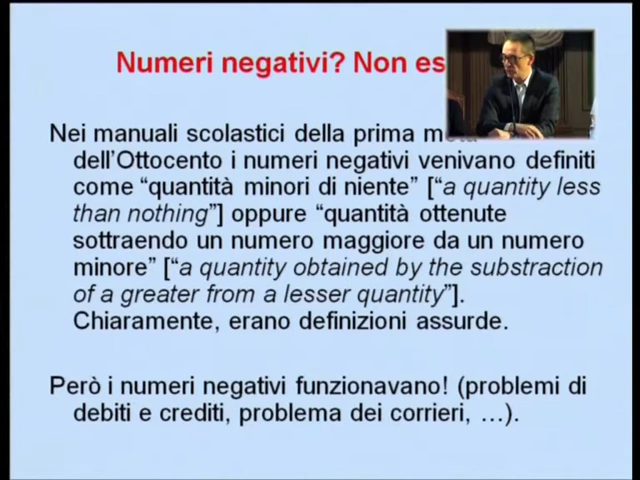 Numeri negativi? Non es
Nei manuali scolastici della prima metà
dell'Ottocento i numeri negativi venivano definiti
come “quantità minori di niente” [“a quantity less
than nothing”] oppure “quantità ottenute
sottraendo un numero maggiore da un numero
minore” [“a quantity obtained by the substraction
of a greater from a lesser quantity”].
Chiaramente, erano definizioni assurde.
Però i numeri negativi funzionavano! (problemi di
debiti e crediti, problema dei corrieri, …).